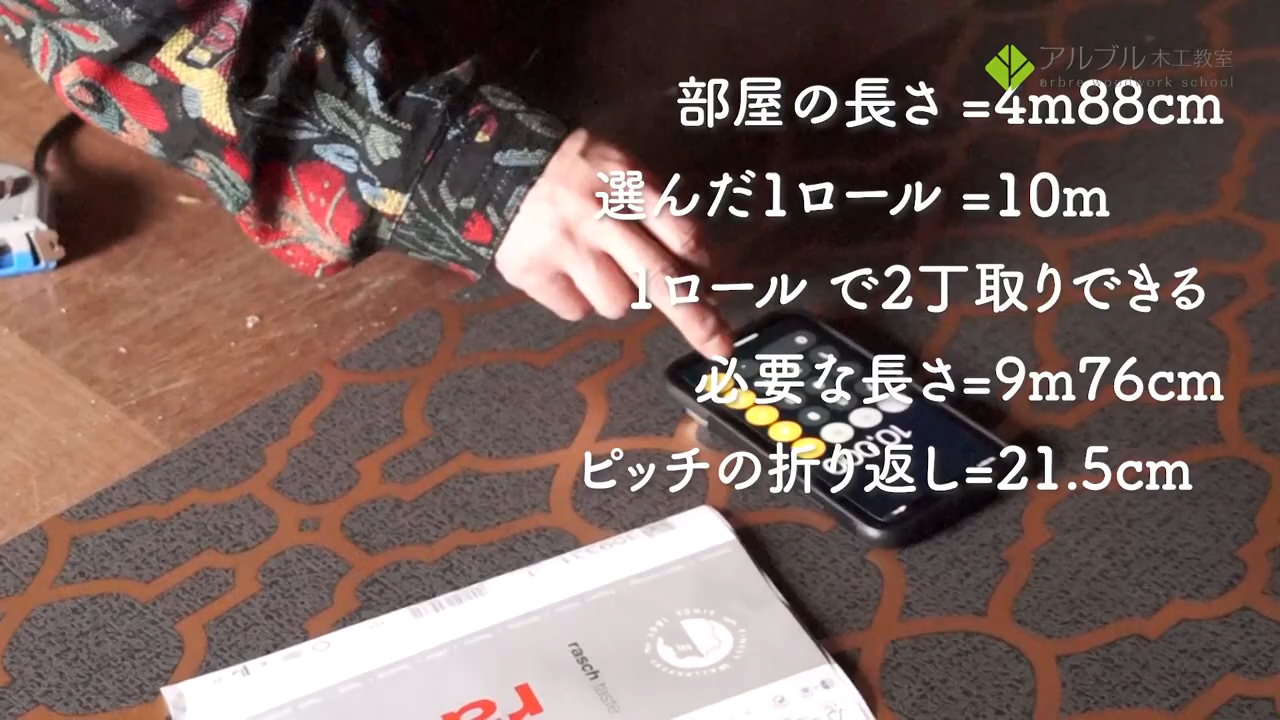 アルブル木工教室
arbre woodwork school
部屋の長さ =4m88cm
選んだ1ロール =10m
1ロール で2丁取りできる
必要な長さ=9m76cm
ピッチの折り返し=21.5cm
rasch